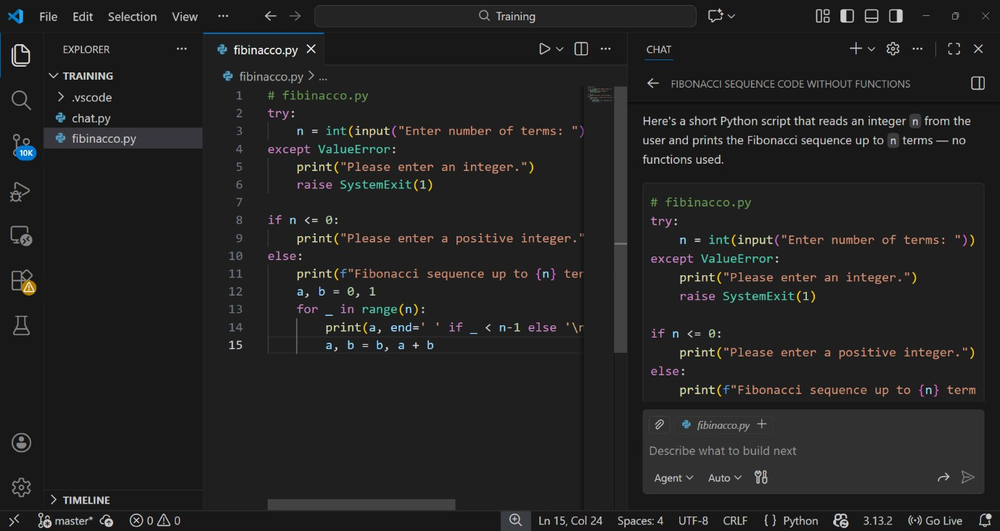 File Edit Selection View ··· Training
EXPLORER ···
TRAINING
.vscode
chat.py
fibinacco.py
10K
TIMELINE
fibinacco.py
fibinacco.py > ...
1 # fibinacco.py
2 try:
3     n = int(input("Enter number of terms: ")
4 except ValueError:
5     print("Please enter an integer.")
6     raise SystemExit(1)
7
8 if n <= 0:
9     print("Please enter a positive integer."
10 else:
11     print(f"Fibonacci sequence up to {n} ter
12     a, b = 0, 1
13     for _ in range(n):
14         print(a, end=' ' if _ < n-1 else '\n
15         a, b = b, a + b
CHAT
FIBONACCI SEQUENCE CODE WITHOUT FUNCTIONS
Here's a short Python script that reads an integer n from the
user and prints the Fibonacci sequence up to n terms — no
functions used.
# fibinacco.py
try:
    n = int(input("Enter number of terms: "))
except ValueError:
    print("Please enter an integer.")
    raise SystemExit(1)

if n <= 0:
    print("Please enter a positive integer.")
else:
    print(f"Fibonacci sequence up to {n} term
fibinacco.py
Describe what to build next
Agent Auto
master* 0 0 Ln 15, Col 24 Spaces: 4 UTF-8 CRLF { } Python 3.13.2 Go Live